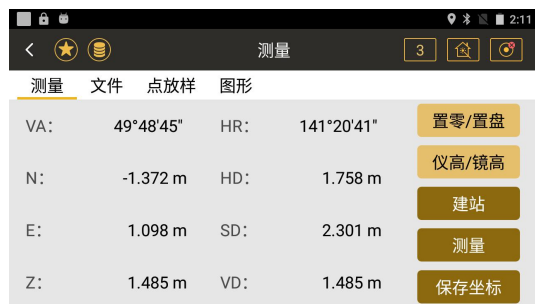 2:11
测量
3
测量 文件 点放样 图形
VA: 49°48'45" HR: 141°20'41" 置零/置盘
仪高/镜高
N: -1.372 m HD: 1.758 m
建站
E: 1.098 m SD: 2.301 m
测量
Z: 1.485 m VD: 1.485 m 保存坐标